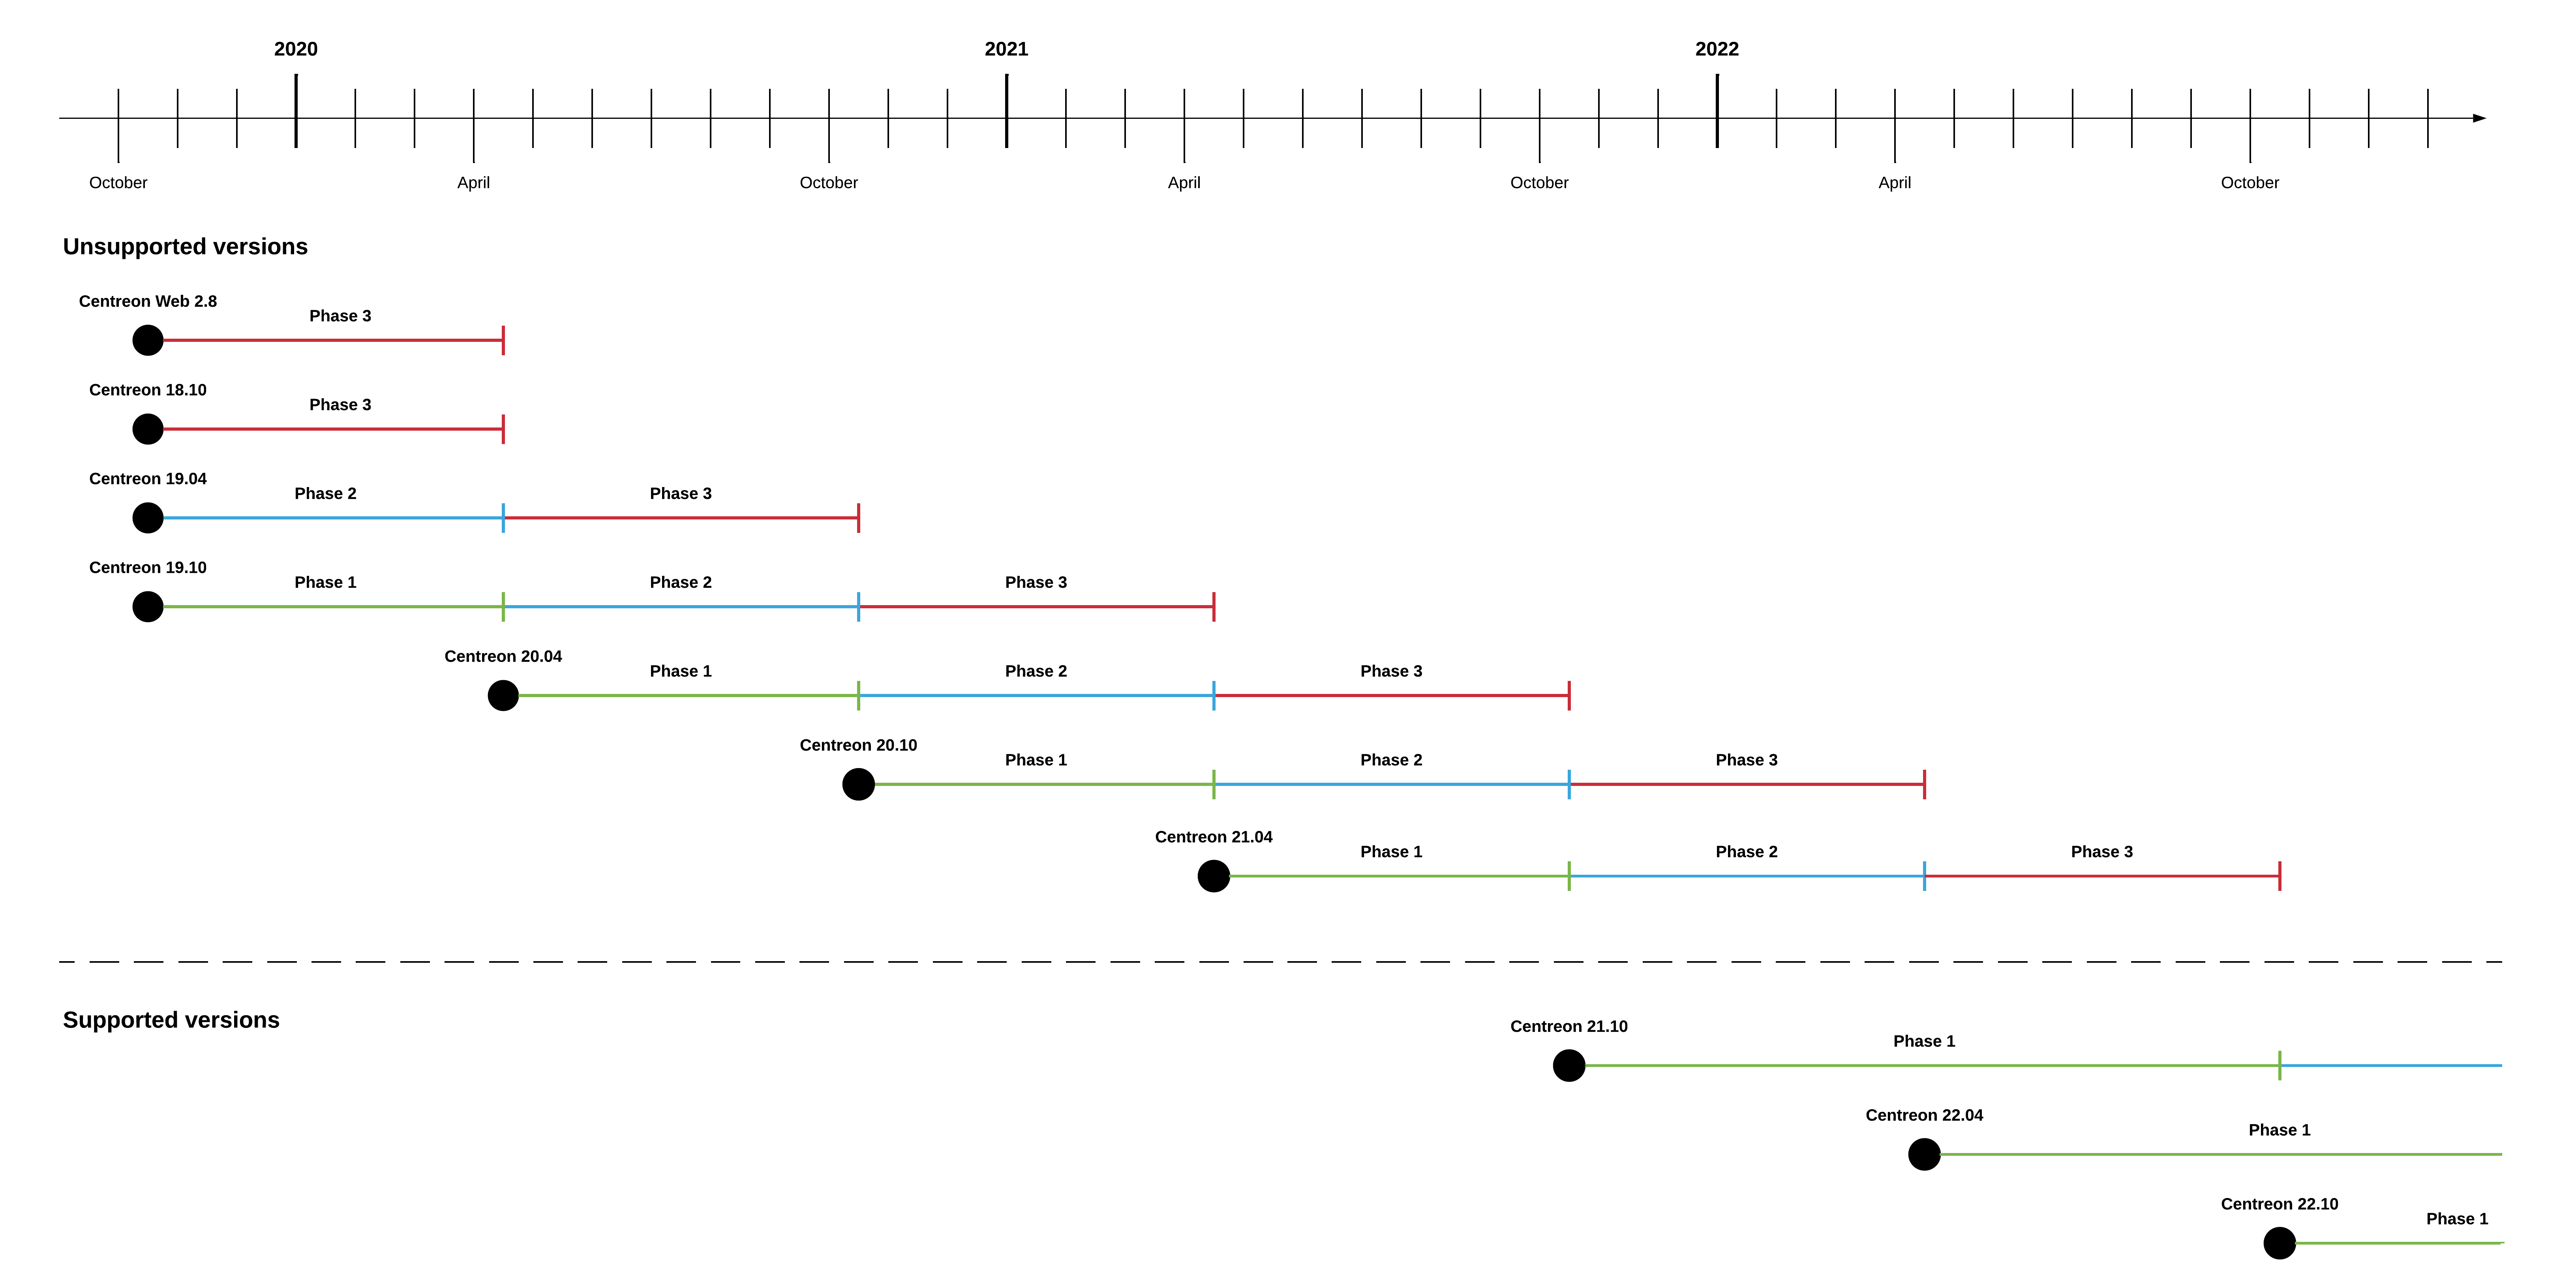 2020
2021
2022
October
April
October
April
October
April
October
Unsupported versions
Centreon Web 2.8
Phase 3
Centreon 18.10
Phase 3
Centreon 19.04
Phase 2
Phase 3
Centreon 19.10
Phase 1
Phase 2
Phase 3
Centreon 20.04
Phase 1
Phase 2
Phase 3
Centreon 20.10
Phase 1
Phase 2
Phase 3
Centreon 21.04
Phase 1
Phase 2
Phase 3
Supported versions
Centreon 21.10
Phase 1
Centreon 22.04
Phase 1
Centreon 22.10
Phase 1